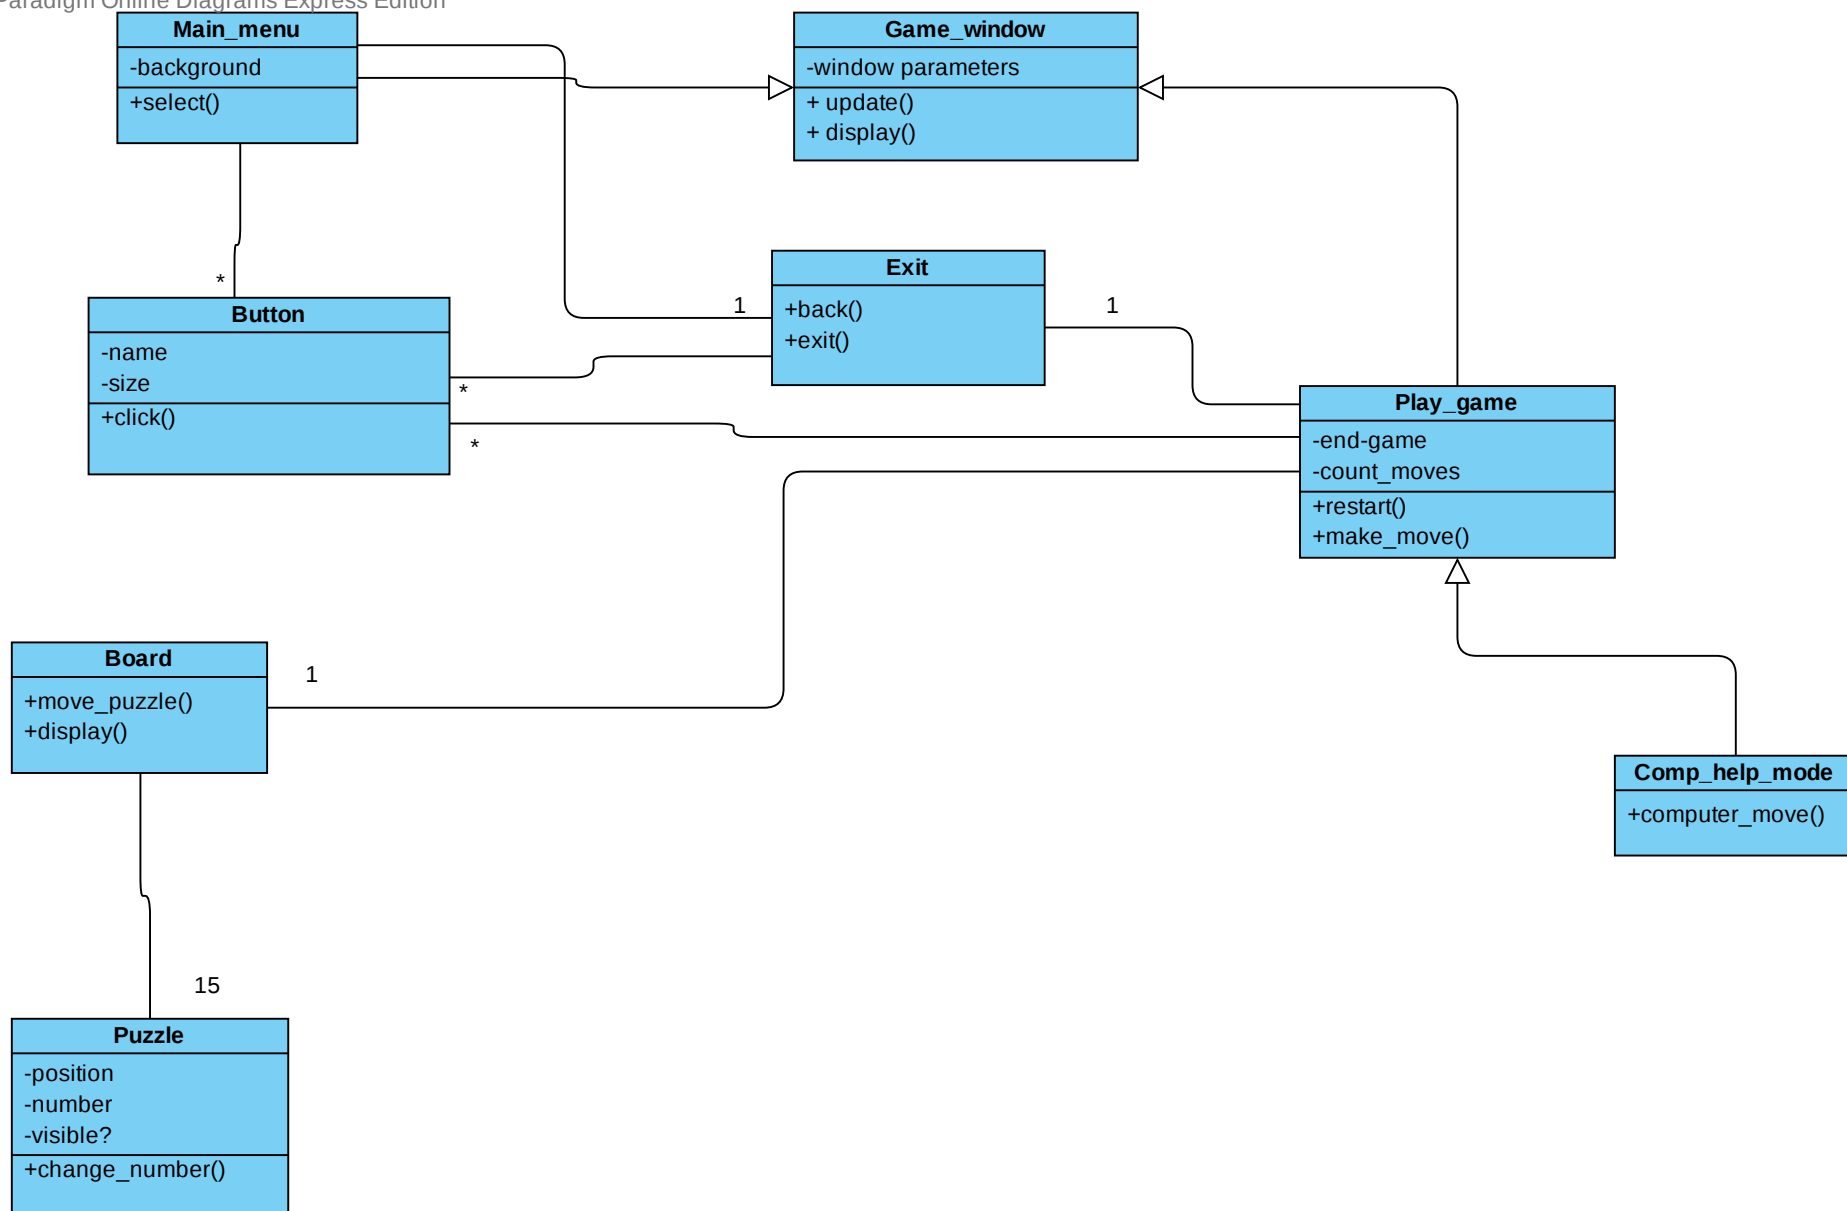 Paradigm Online Diagrams Express Edition
Main_menu
-background
+select()
Game_window
-window parameters
+ update()
+ display()
*
Button
-name
-size
+click()
1
Exit
+back()
+exit()
1
*
*
Play_game
-end-game
-count_moves
+restart()
+make_move()
Board
+move_puzzle()
+display()
1
Comp_help_mode
+computer_move()
15
Puzzle
-position
-number
-visible?
+change_number()